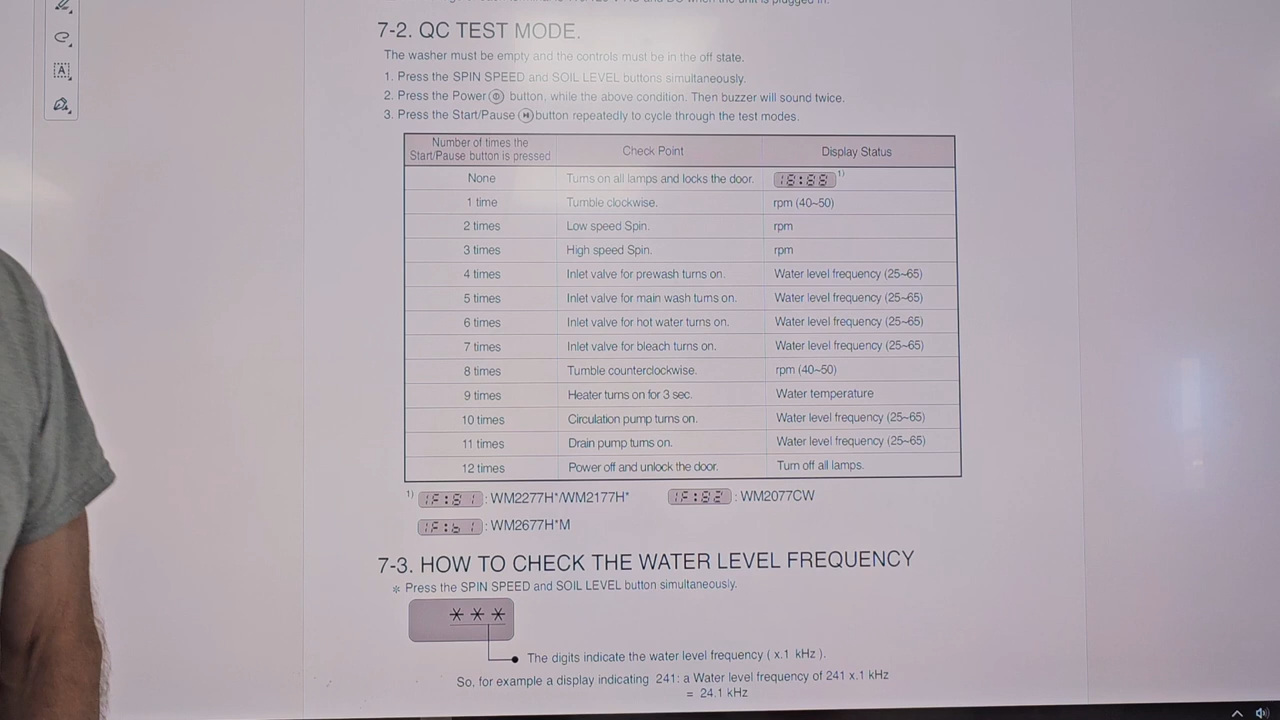 7-2. QC TEST MODE.
The washer must be empty and the controls must be in the off state.
1. Press the SPIN SPEED and SOIL LEVEL buttons simultaneously.
2. Press the Power button, while the above condition. Then buzzer will sound twice.
3. Press the Start/Pause button repeatedly to cycle through the test modes.
Number of times the Start/Pause button is pressed Check Point Display Status
None Turns on all lamps and locks the door. 18:88 1)
1 time Tumble clockwise. rpm (40~50)
2 times Low speed Spin. rpm
3 times High speed Spin. rpm
4 times Inlet valve for prewash turns on. Water level frequency (25~65)
5 times Inlet valve for main wash turns on. Water level frequency (25~65)
6 times Inlet valve for hot water turns on. Water level frequency (25~65)
7 times Inlet valve for bleach turns on. Water level frequency (25~65)
8 times Tumble counterclockwise. rpm (40~50)
9 times Heater turns on for 3 sec. Water temperature
10 times Circulation pump turns on. Water level frequency (25~65)
11 times Drain pump turns on. Water level frequency (25~65)
12 times Power off and unlock the door. Turn off all lamps.
1) : WM2277H*/WM2177H* : WM2077CW
: WM2677H*M
7-3. HOW TO CHECK THE WATER LEVEL FREQUENCY
* Press the SPIN SPEED and SOIL LEVEL button simultaneously.
* * *
The digits indicate the water level frequency ( x.1 kHz ).
So, for example a display indicating 241: a Water level frequency of 241 x.1 kHz
= 24.1 kHz